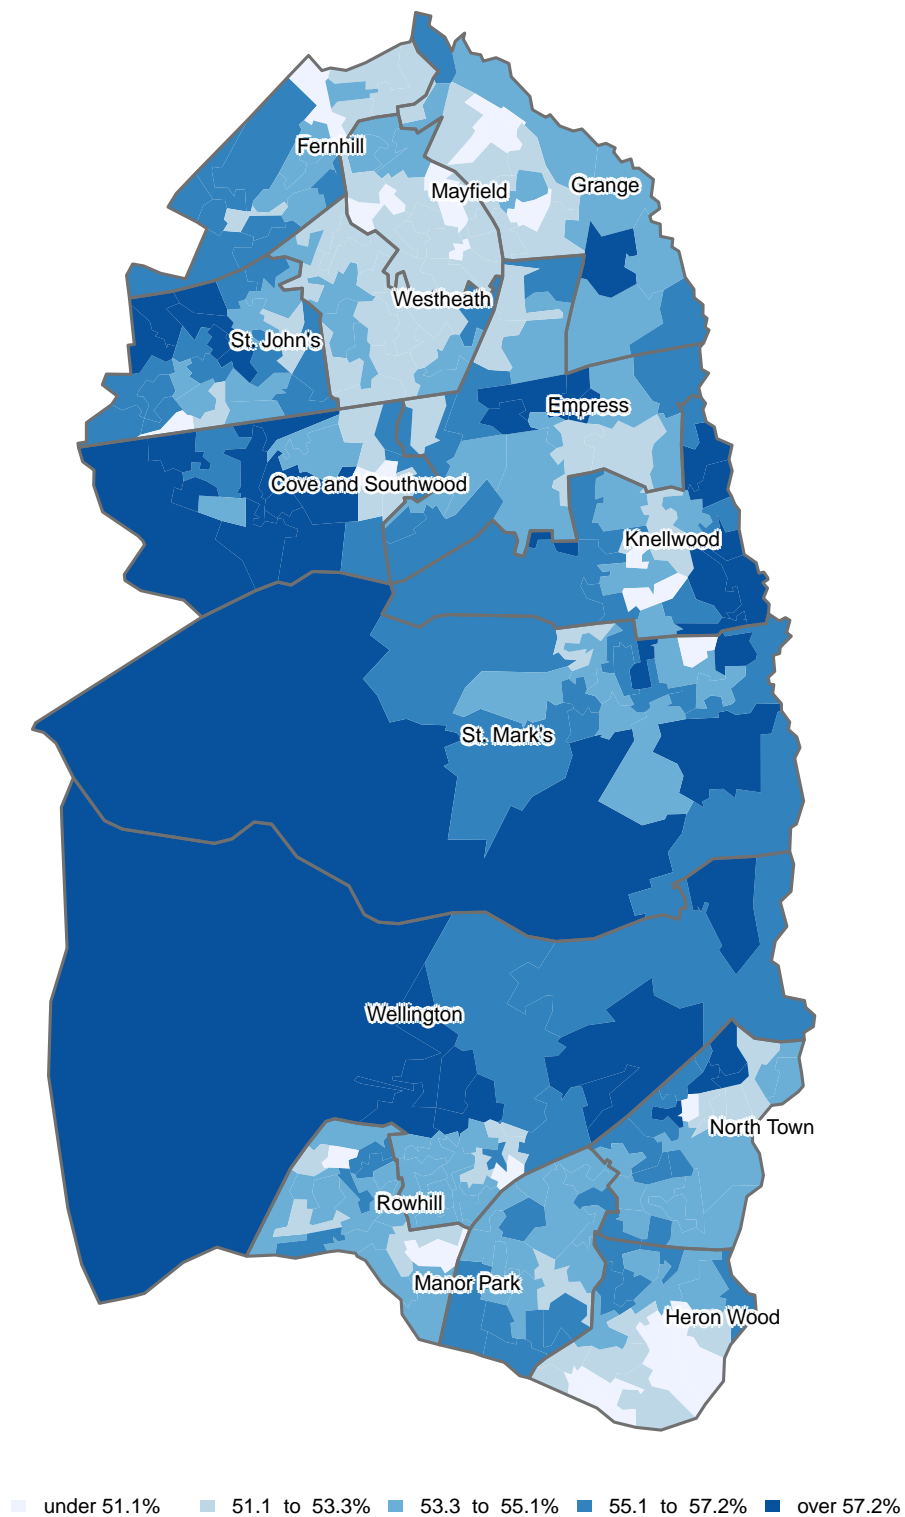 Fernhill
Mayfield
Grange
Westheath
St. John's
Empress
Cove and Southwood
Knellwood
St. Mark's
Wellington
North Town
Rowhill
Manor Park
Heron Wood
under 51.1% 51.1 to 53.3% 53.3 to 55.1% 55.1 to 57.2% over 57.2%